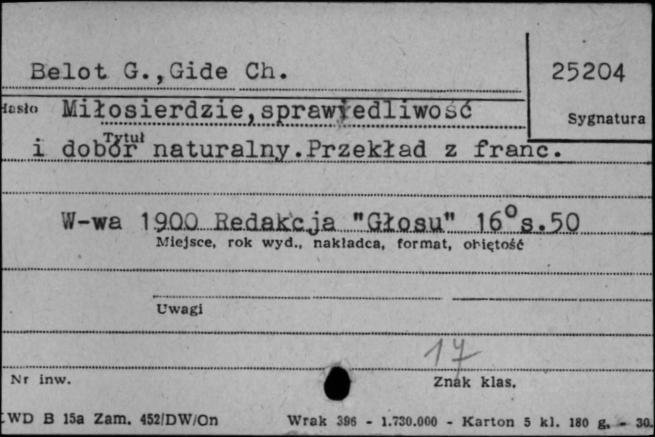 Belot G.,Gide Ch.
25204
Hasło Miłosierdzie,sprawiedliwość
Sygnatura
Tytuł
i dobór naturalny.Przekład z franc.
W-wa 1900 Redakcja "Głosu" 16° s.50
Miejsce, rok wyd., nakładca, format, objętość
Uwagi
17
Nr inw.
Znak klas.
ZWD B 15a Zam. 452/DW/On Wrak 396 - 1.730.000 - Karton 5 kl. 180 g. - 30.